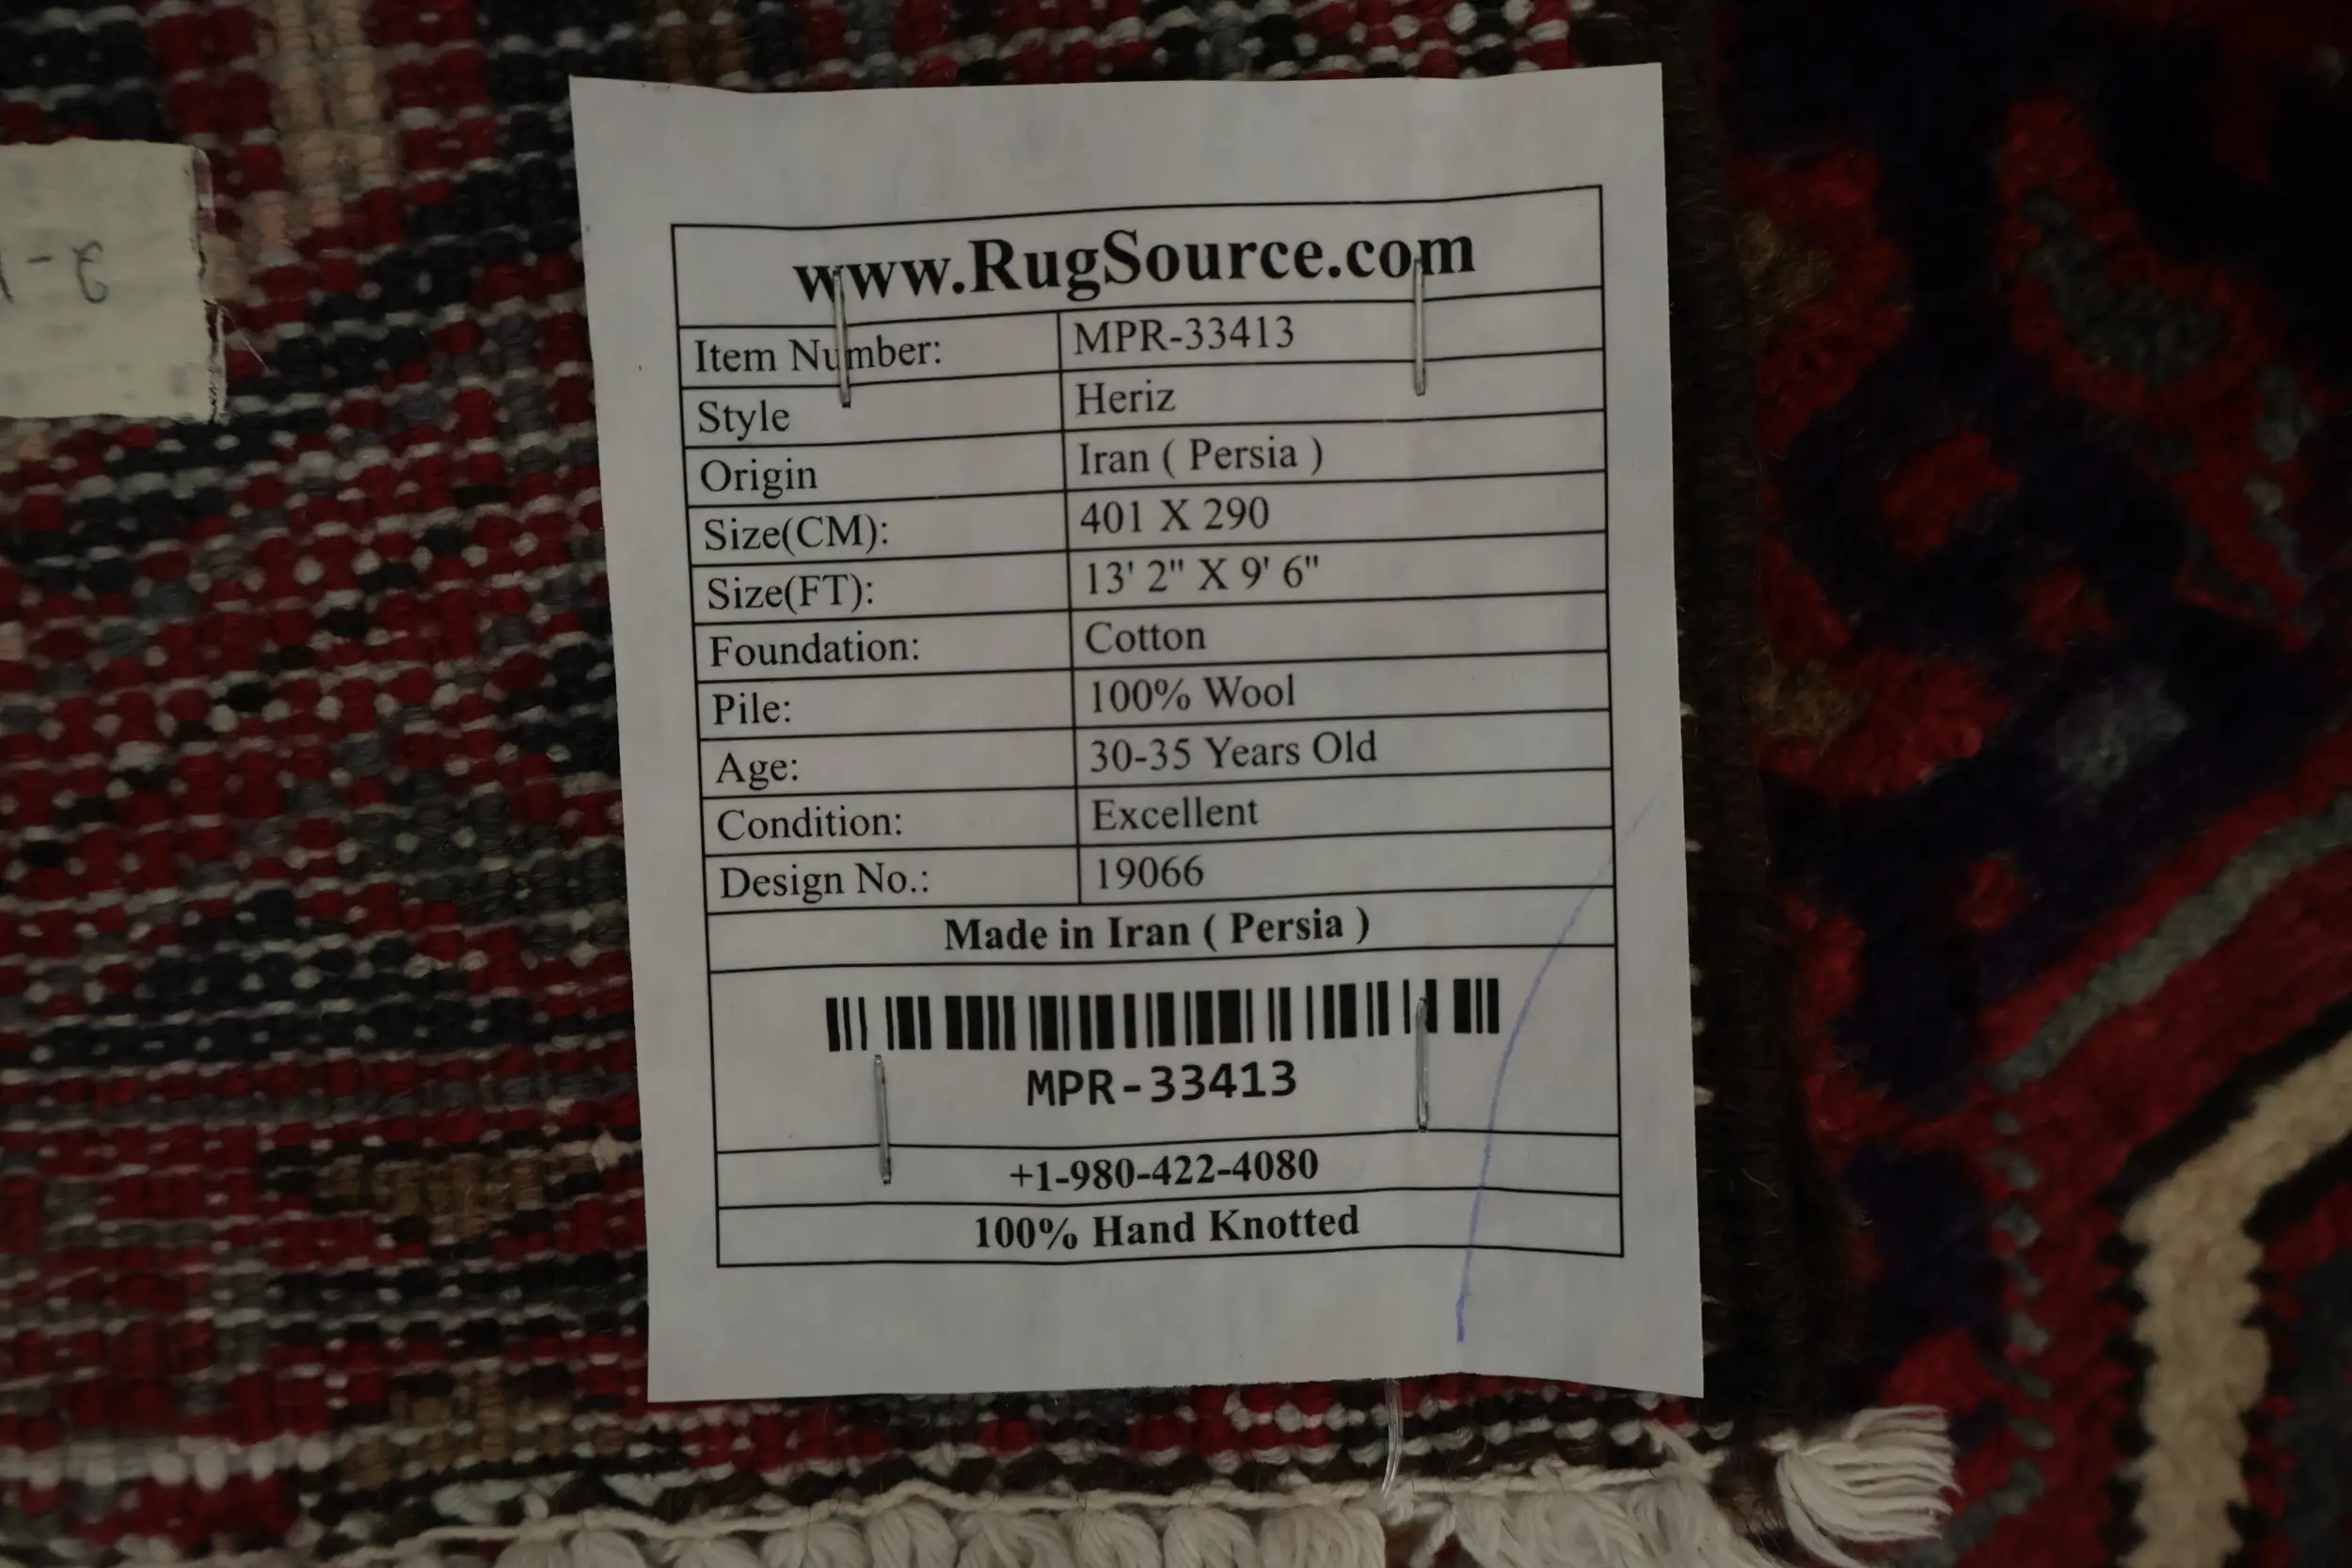 www.RugSource.com
Item Number: MPR-33413
Style Heriz
Origin Iran ( Persia )
Size(CM): 401 X 290
Size(FT): 13' 2" X 9' 6"
Foundation: Cotton
Pile: 100% Wool
Age: 30-35 Years Old
Condition: Excellent
Design No.: 19066
Made in Iran ( Persia )
MPR-33413
+1-980-422-4080
100% Hand Knotted